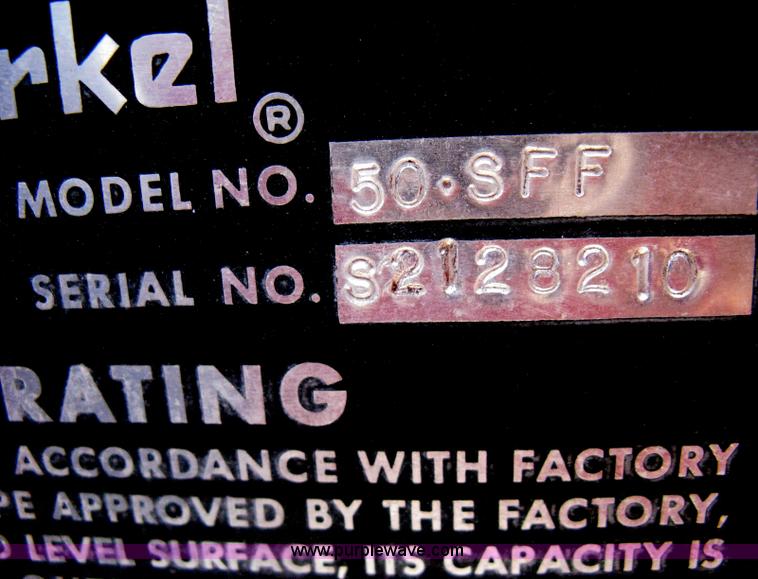 rkel®
MODEL NO. 50·SFF
SERIAL NO. S2128210
RATING
ACCORDANCE WITH FACTORY
PE APPROVED BY THE FACTORY,
D LEVEL SURFACE, ITS CAPACITY IS
www.purplewave.com